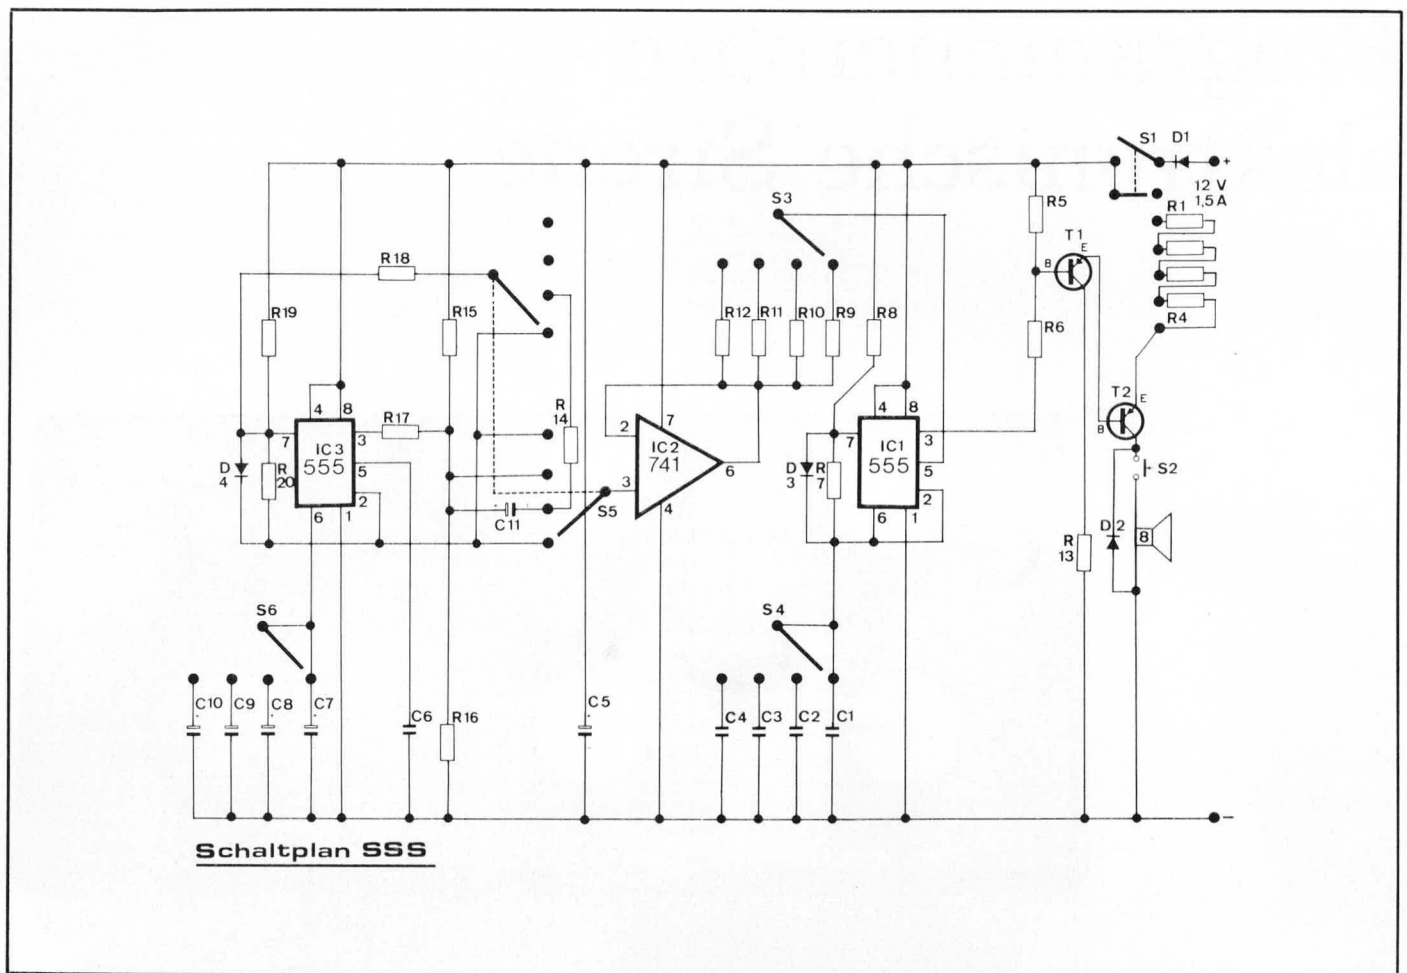 S1 D1
+
12 V
1,5 A
R1
R4
S3
R5
T1
E
B
R6
R18
R19
R15
R12
R11
R10
R9
R8
R
14
R17
4
8
7
3
IC3
555
5
2
6
1
D
4
R
20
2
7
IC2
741
6
3
4
C11
S5
D
3
R
7
4
8
7
3
IC1
555
5
2
6
1
T2
E
B
S2
R
13
D 2
8
S6
S4
C10
C9
C8
C7
C6
R16
C5
C4
C3
C2
C1
-
Schaltplan SSS